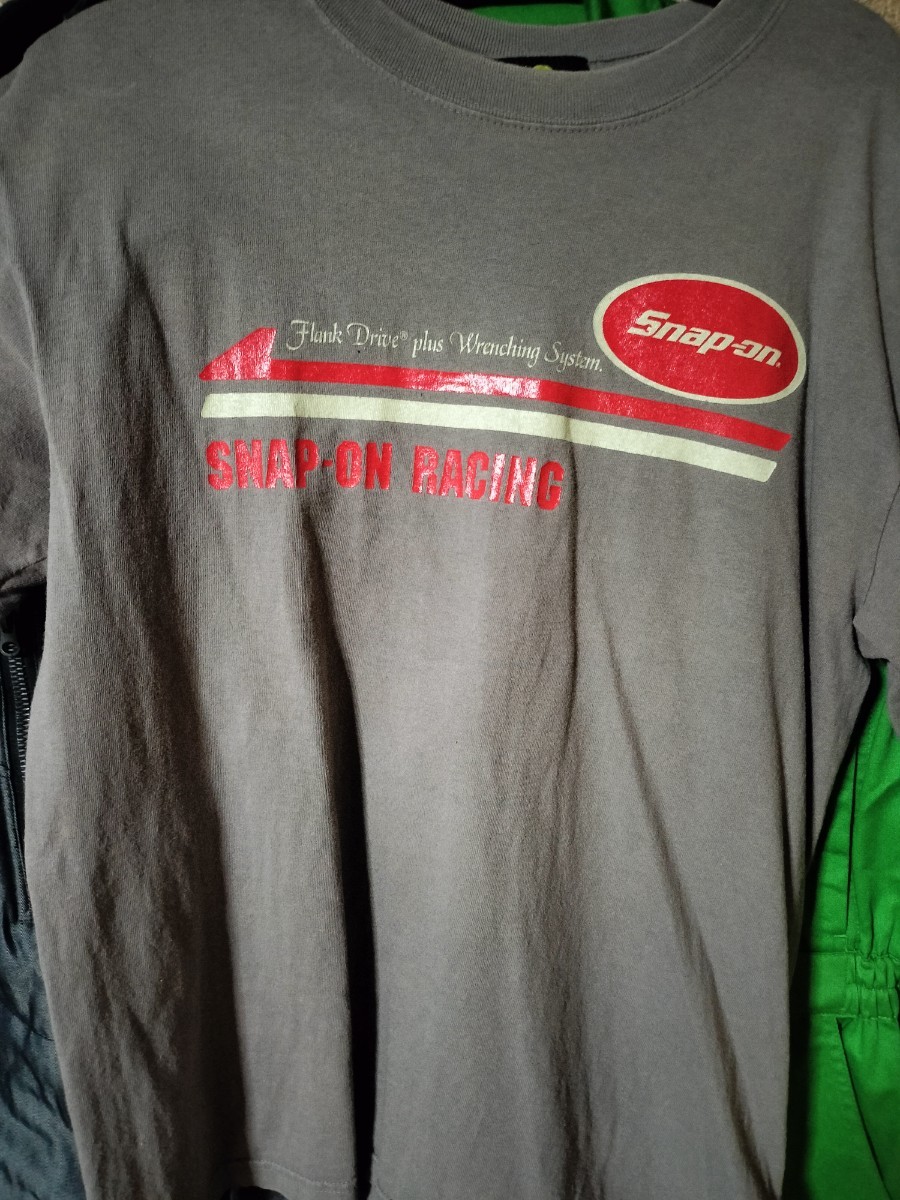 Flank Drive® plus Wrenching System.
Snap-on.
SNAP-ON RACING